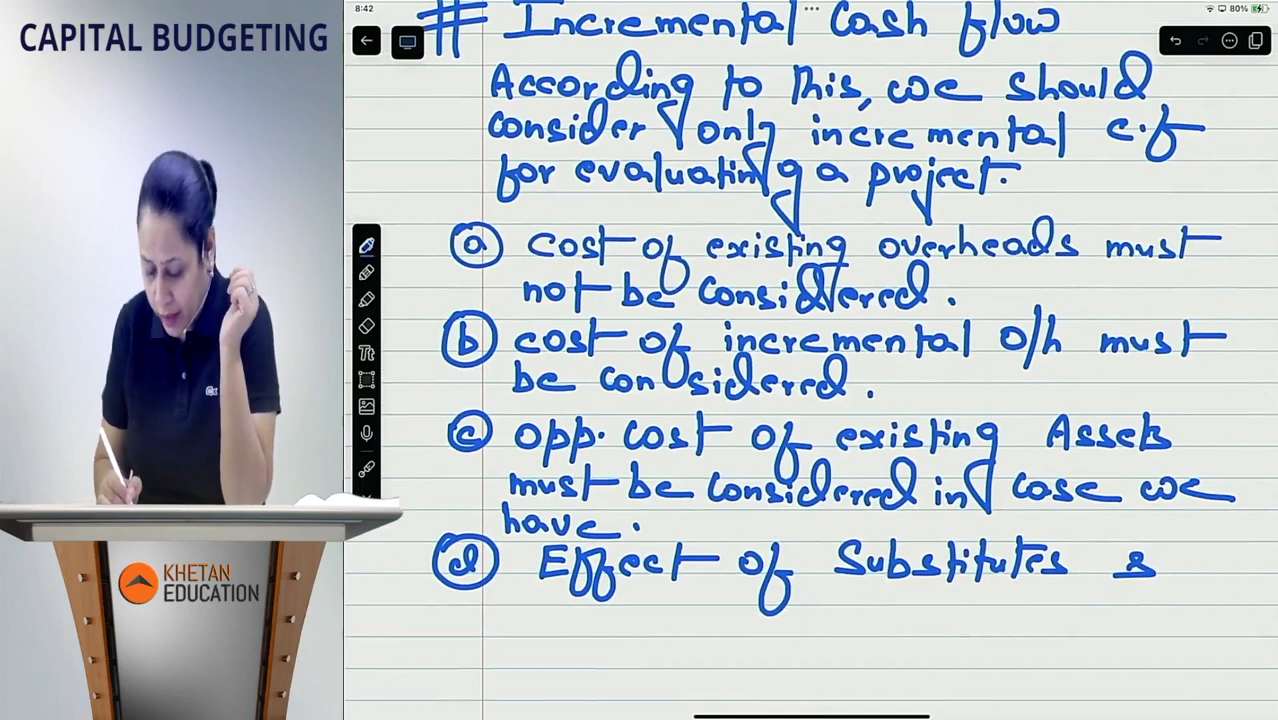 CAPITAL BUDGETING
8:42
80%
# Incremental Cash flow
According to this, we should
consider only incremental c.f
for evaluating a project.
(a) cost of existing overheads must
not be considered.
(b) cost of incremental o/h must
be considered.
(c) opp. cost of existing Assets
must be considered in case we
have.
(d) Effect of Substitutes &
Tt
KHETAN
EDUCATION